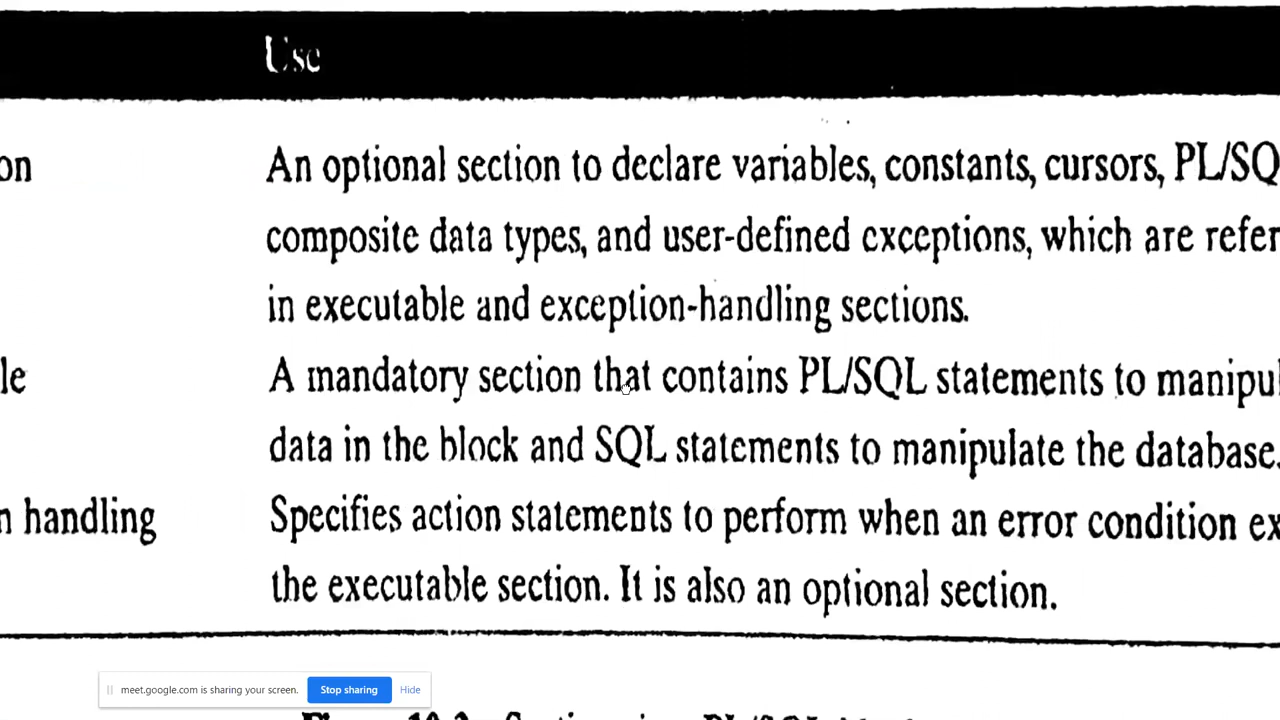 Use
on An optional section to declare variables, constants, cursors, PL/SQ
composite data types, and user-defined exceptions, which are refer
in executable and exception-handling sections.
le A mandatory section that contains PL/SQL statements to manipul
data in the block and SQL statements to manipulate the database.
n handling Specifies action statements to perform when an error condition ex
the executable section. It is also an optional section.
meet.google.com is sharing your screen. Stop sharing Hide